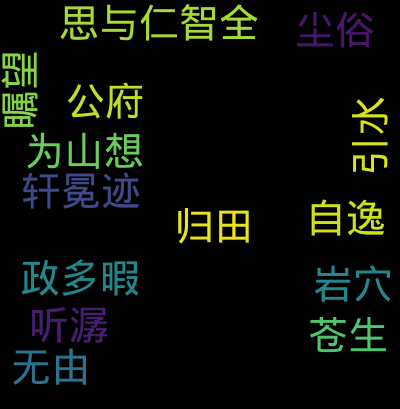 思与仁智全
尘俗
瞩望
公府
引水
为山想
轩冕迹
归田
自逸
政多暇
岩穴
听潺
苍生
无由